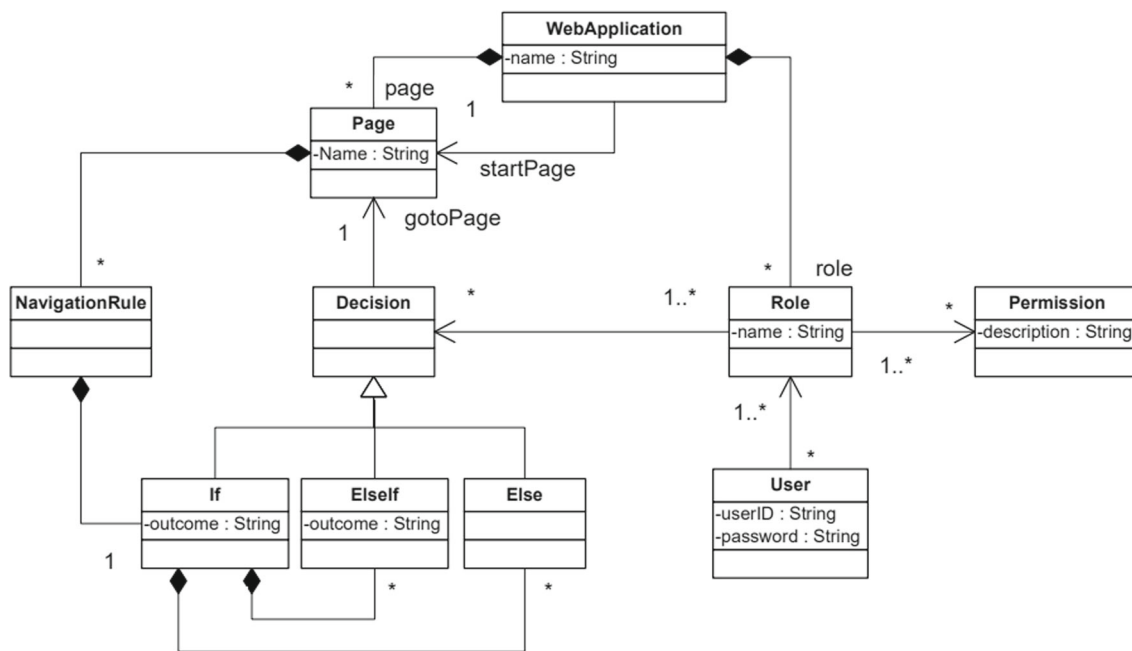 WebApplication
-name : String
*
page
1
Page
-Name : String
startPage
gotoPage
1
*
*
role
NavigationRule
Decision
*
1..*
Role
-name : String
*
1..*
Permission
-description : String
1..*
*
If
-outcome : String
ElseIf
-outcome : String
Else
User
-userID : String
-password : String
1
*
*